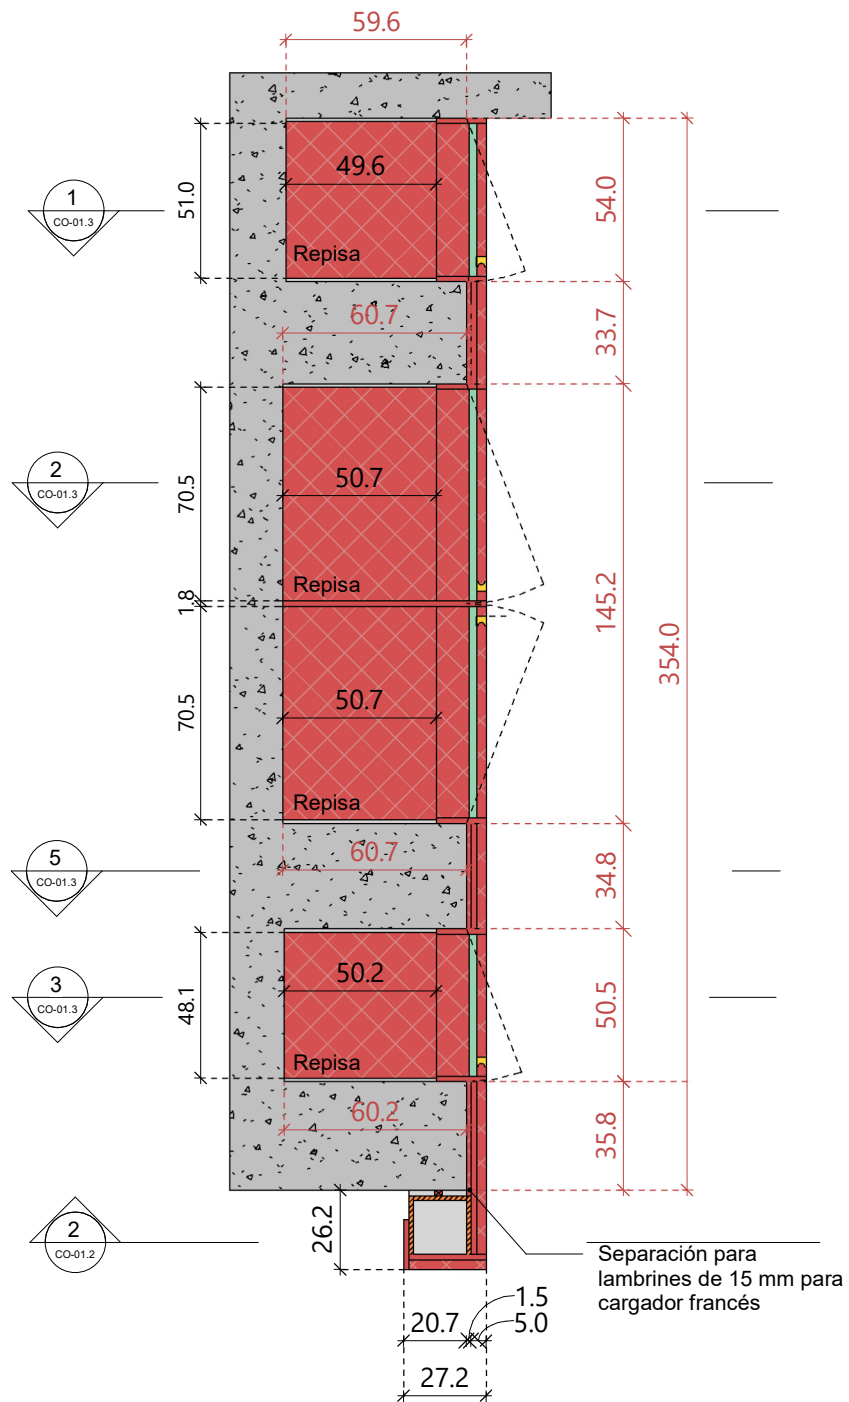 59.6
51.0
49.6
54.0
1
CO-01.3
Repisa
60.7
33.7
2
CO-01.3
70.5
50.7
Repisa
1.8
145.2
354.0
70.5
50.7
Repisa
5
CO-01.3
60.7
34.8
3
CO-01.3
48.1
50.2
50.5
Repisa
60.2
35.8
2
CO-01.2
26.2
Separación para
lambrines de 15 mm para
cargador francés
1.5
20.7
5.0
27.2